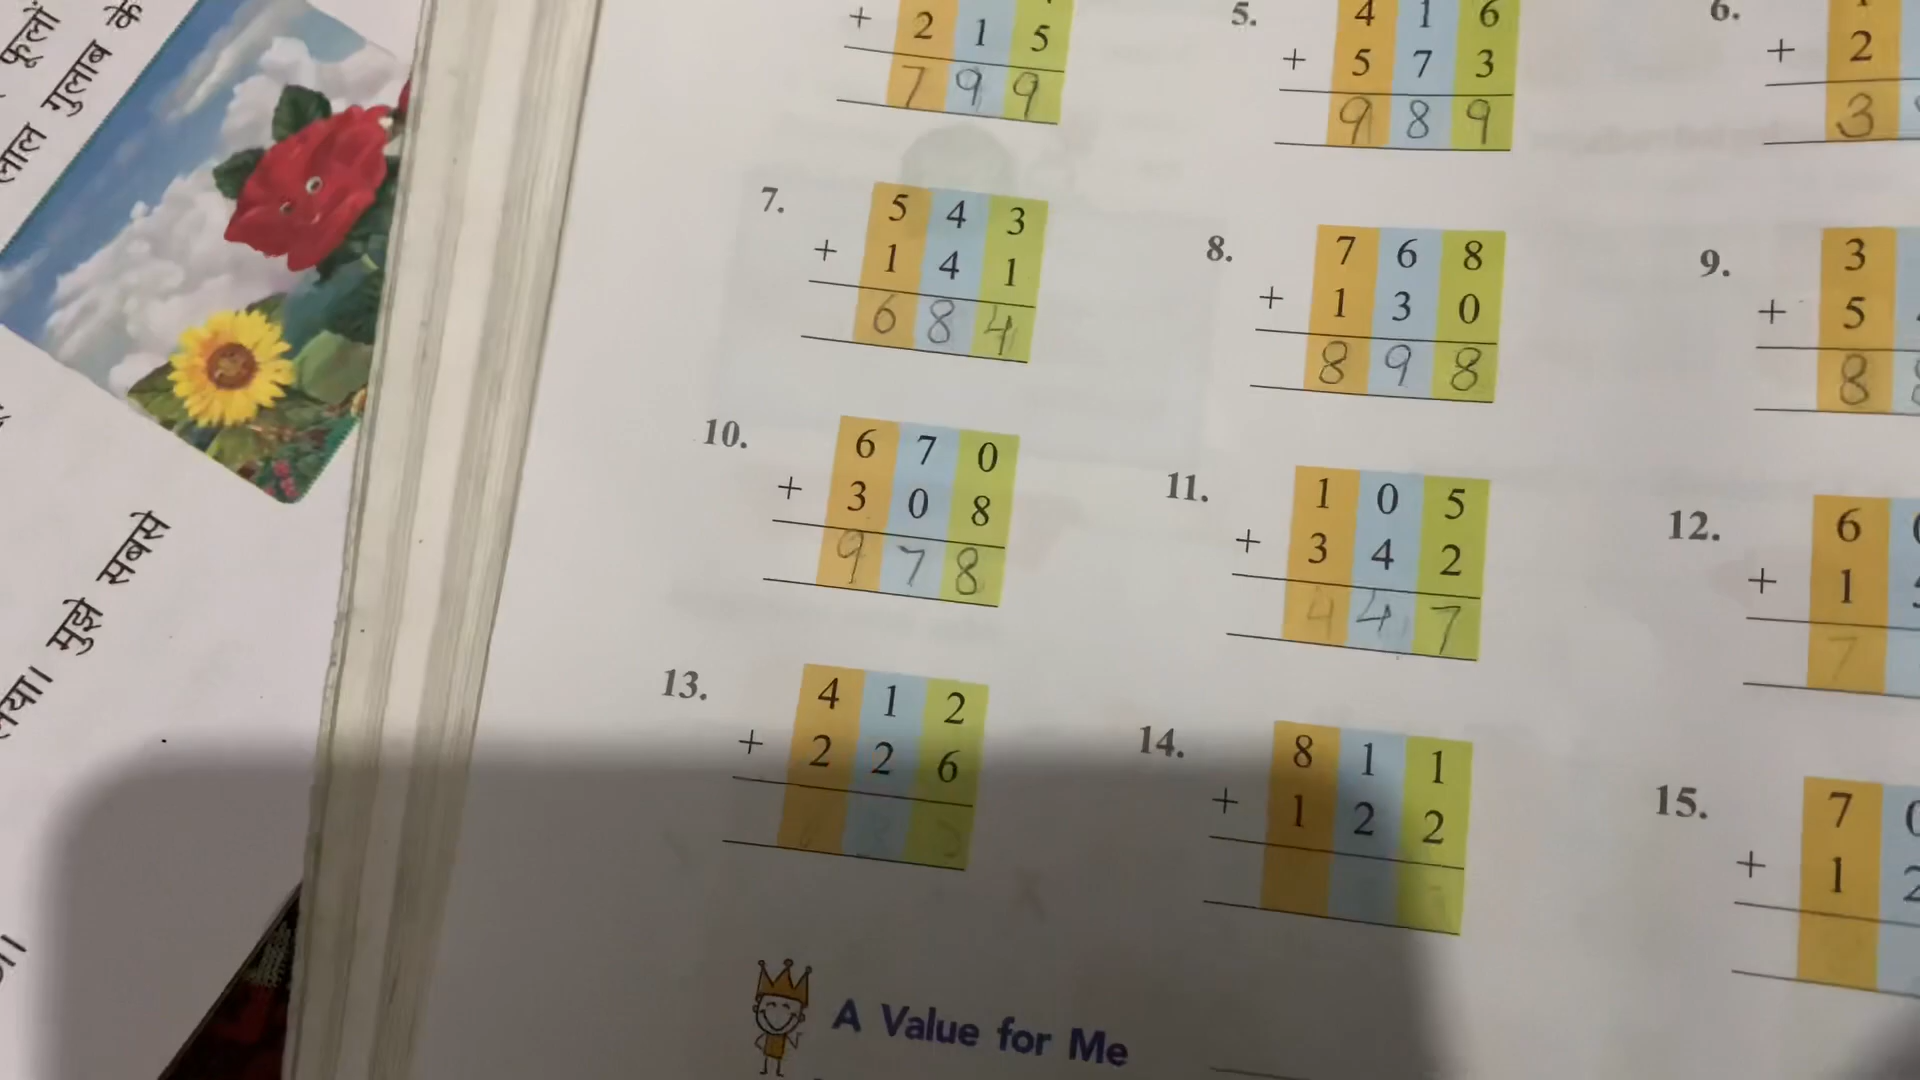 फूलों
लाल गुलाब के
मुझे सबसे
+ 2 1 5
7 9 9
5. 4 1 6
+ 5 7 3
9 8 9
6.
+ 2
3
7. 5 4 3
+ 1 4 1
6 8 4
8. 7 6 8
+ 1 3 0
8 9 8
9. 3
+ 5
8
10. 6 7 0
+ 3 0 8
9 7 8
11. 1 0 5
+ 3 4 2
4 4 7
12. 6 0
+ 1
7
13. 4 1 2
+ 2 2 6
14. 8 1 1
+ 1 2 2
15. 7 0
+ 1 2
A Value for Me